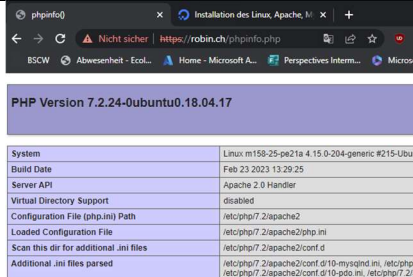 phpinfo()
Installation des Linux, Apache, M
Nicht sicher
https://robin.ch/phpinfo.php
BSCW
Abwesenheit - Ecol...
Home - Microsoft A...
Perspectives Interm...
Micros
PHP Version 7.2.24-0ubuntu0.18.04.17
System Linux m158-25-pe21a 4.15.0-204-generic #215-Ubu
Build Date Feb 23 2023 13:29:25
Server API Apache 2.0 Handler
Virtual Directory Support disabled
Configuration File (php.ini) Path /etc/php/7.2/apache2
Loaded Configuration File /etc/php/7.2/apache2/php.ini
Scan this dir for additional .ini files /etc/php/7.2/apache2/conf.d
Additional .ini files parsed /etc/php/7.2/apache2/conf.d/10-mysqlnd.ini, /etc/php
/etc/php/7.2/apache2/conf.d/10-pdo.ini, /etc/php/7.2/